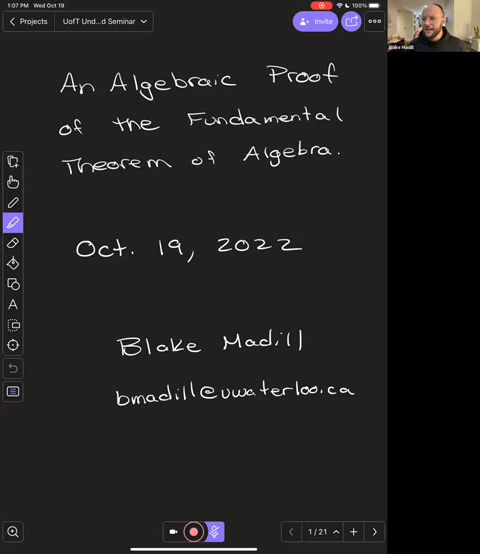 1:07 PM Wed Oct 19
100%
Projects
UofT Und...d Seminar
Invite
Blake Madill
An Algebraic Proof
of the Fundamental
Theorem of Algebra.
Oct. 19, 2022
Blake Madill
bmadill@uwaterloo.ca
A
1/21